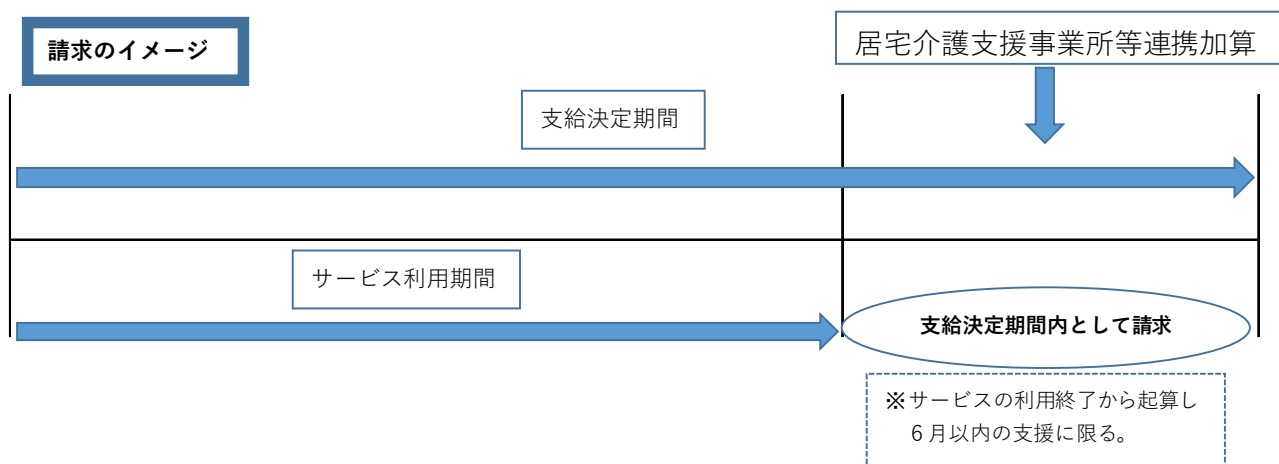 請求のイメージ
居宅介護支援事業所等連携加算
支給決定期間
サービス利用期間
支給決定期間内として請求
※サービスの利用終了から起算し
６月以内の支援に限る。